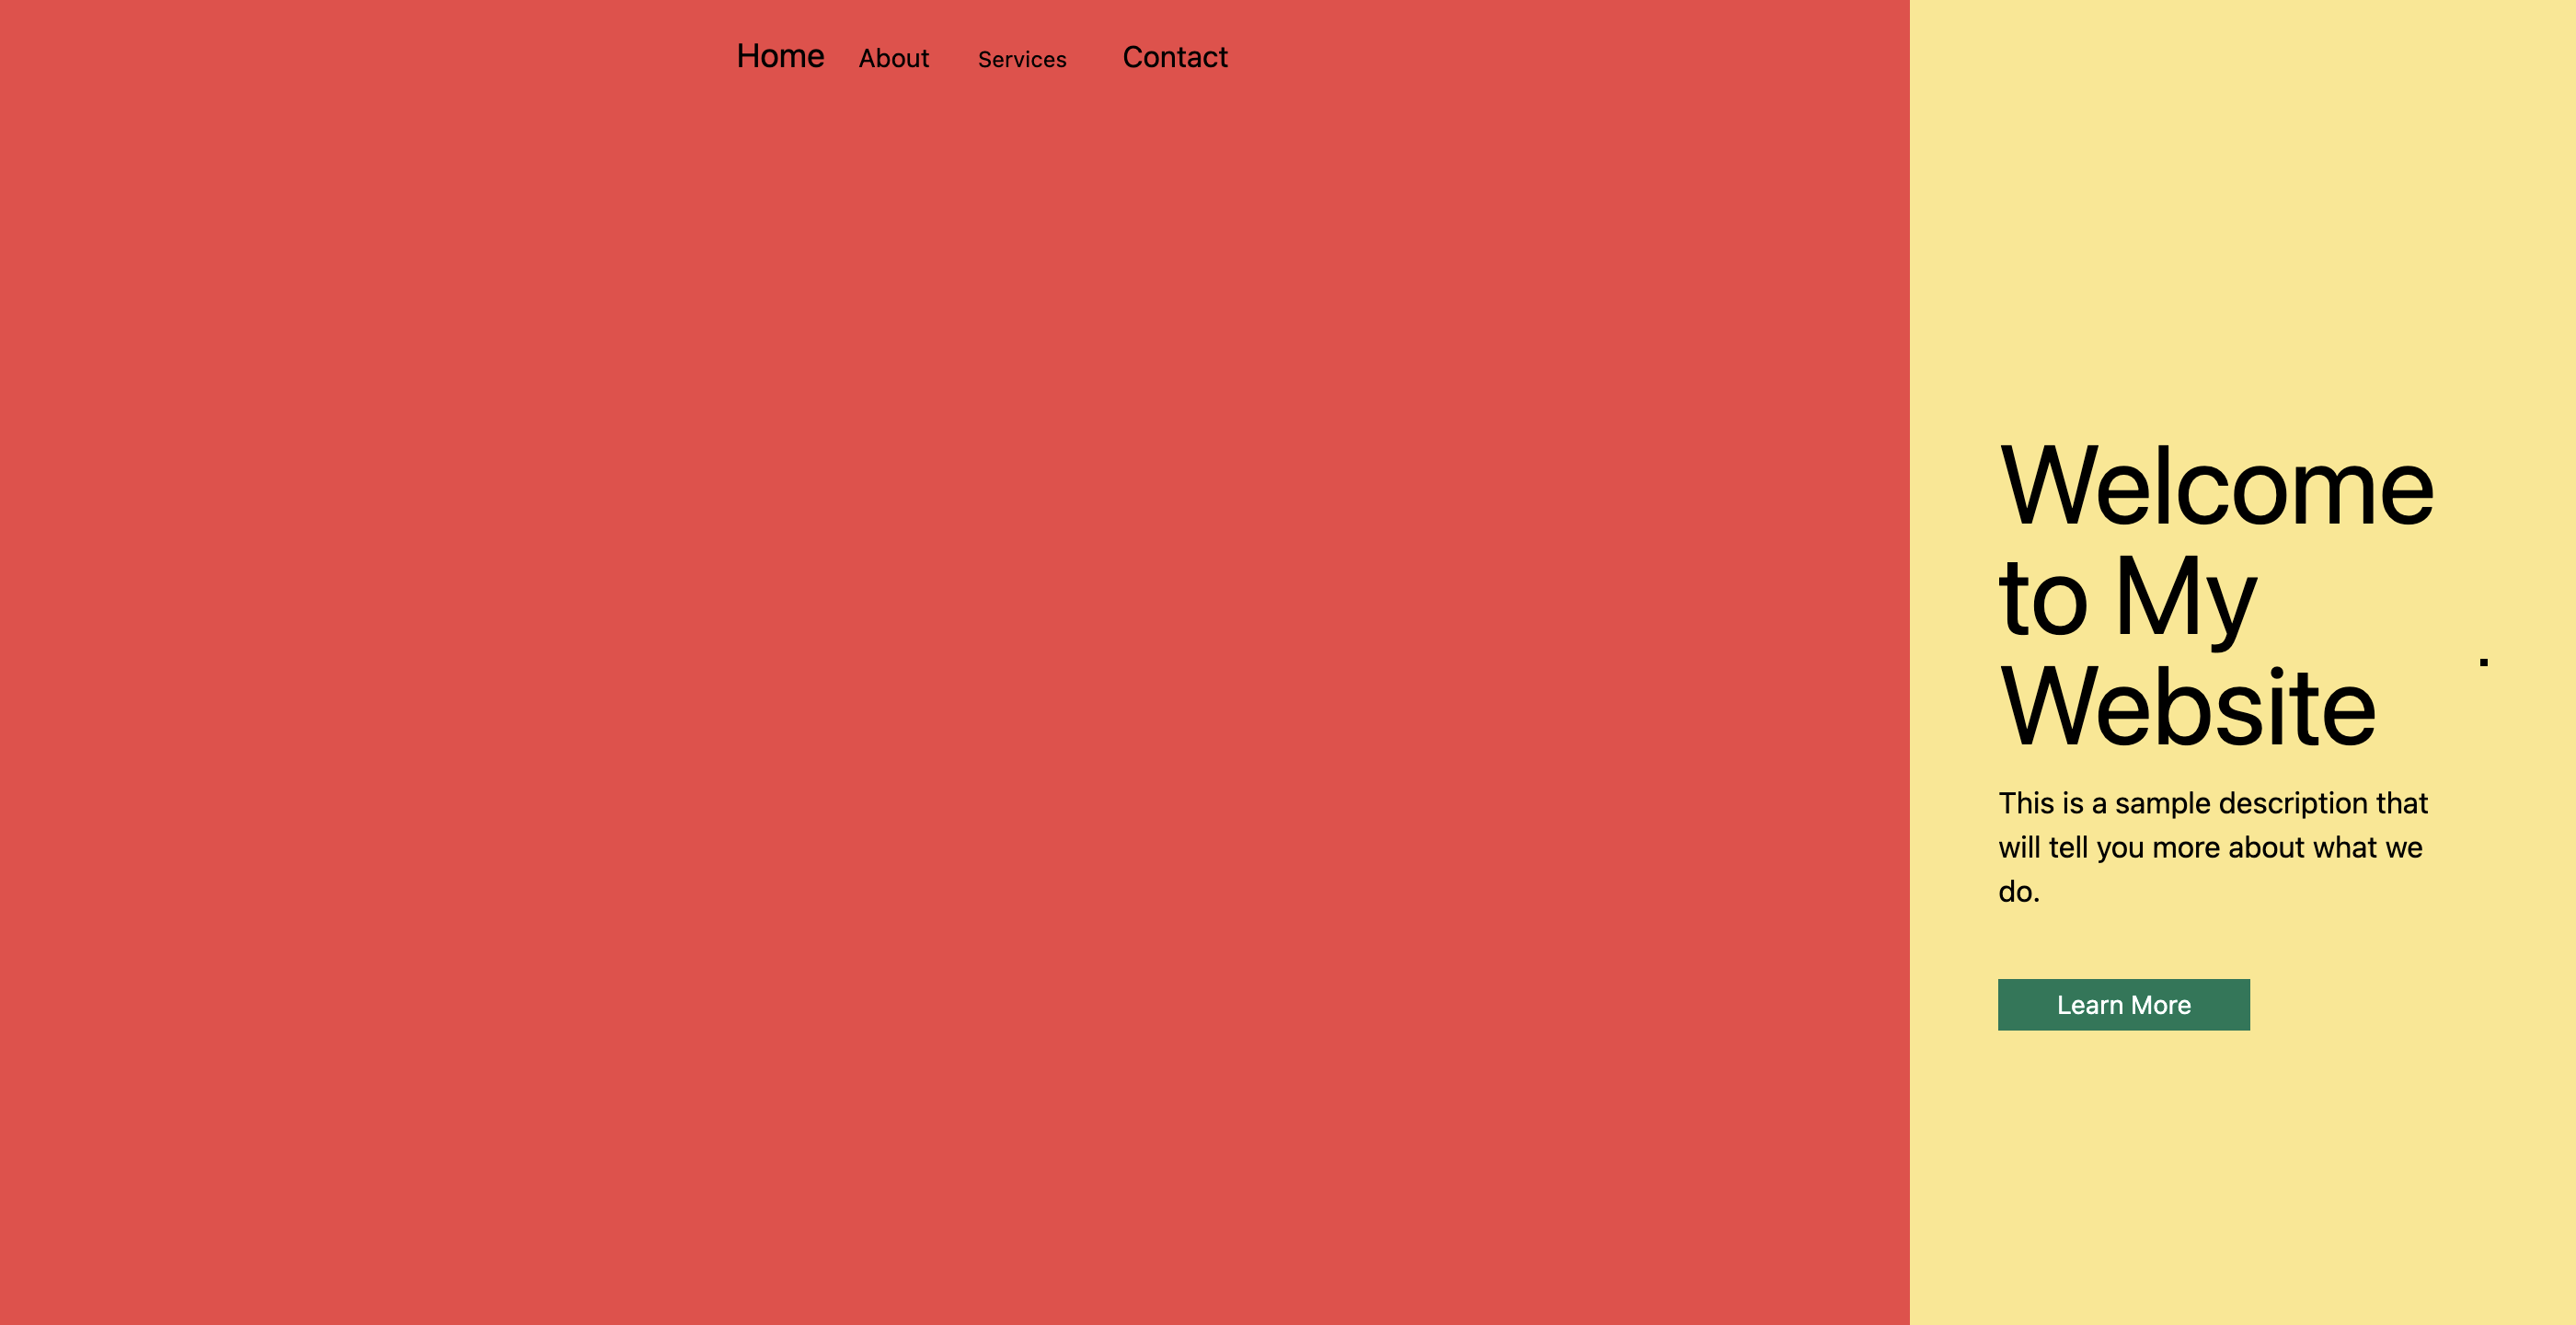 Home About Services Contact
Welcome
to My
Website
This is a sample description that
will tell you more about what we
do.
Learn More